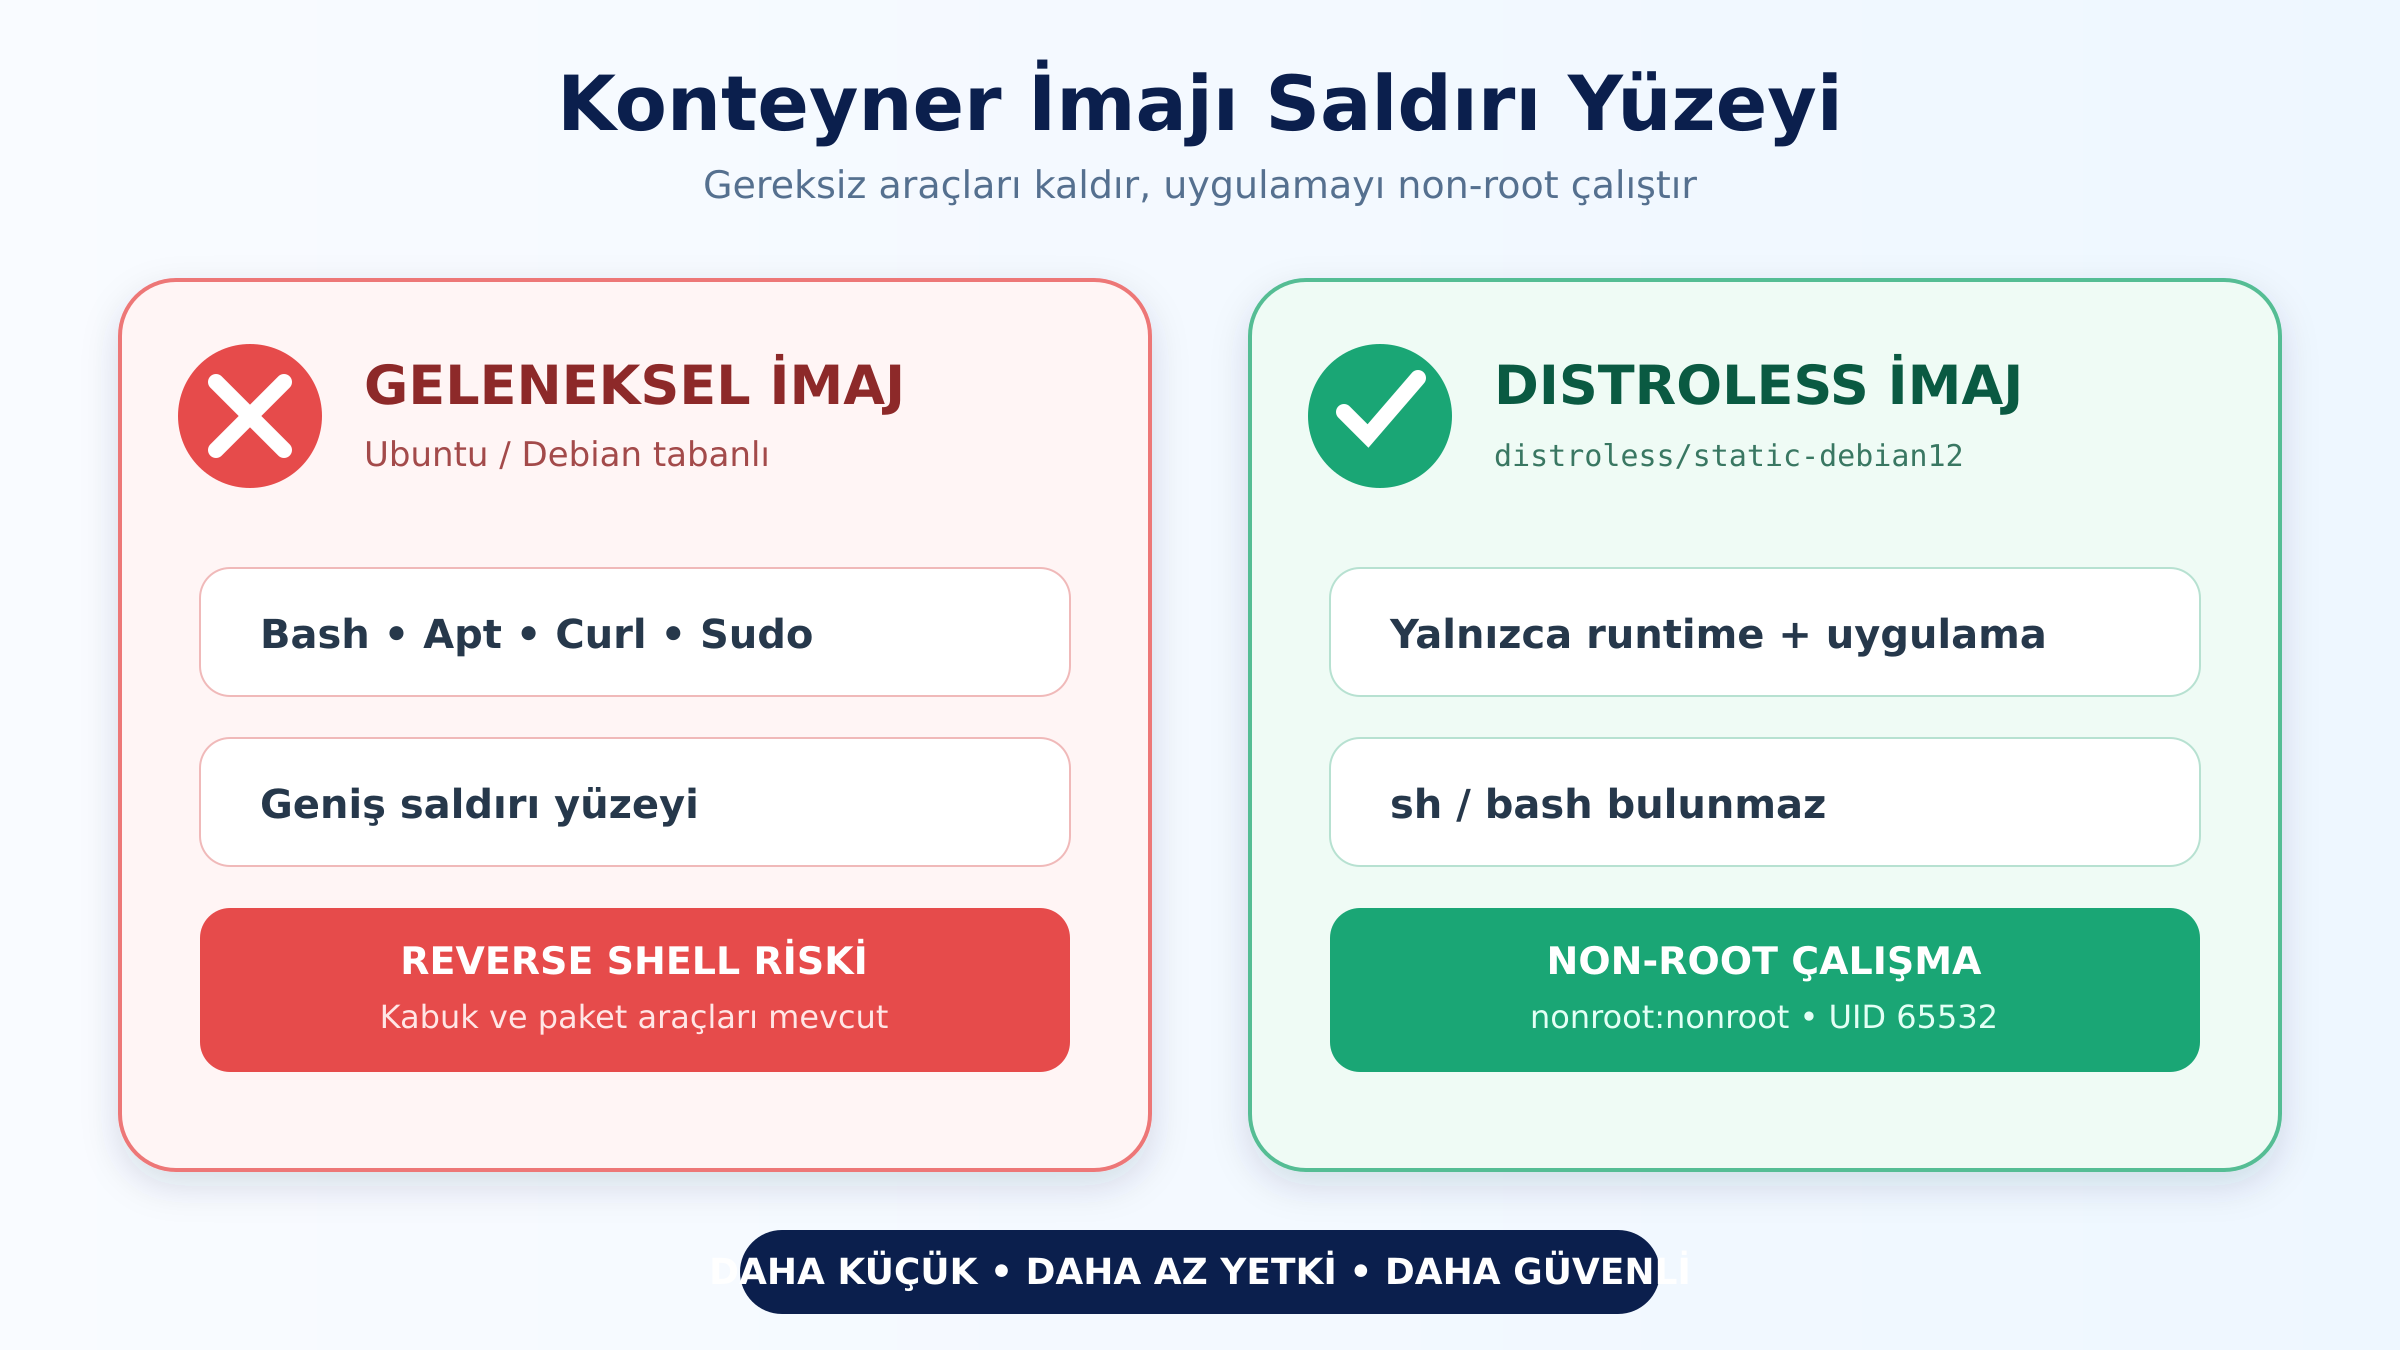 Konteyner İmajı Saldırı Yüzeyi
Gereksiz araçları kaldır, uygulamayı non-root çalıştır
GELENEKSEL İMAJ
Ubuntu / Debian tabanlı
Bash • Apt • Curl • Sudo
Geniş saldırı yüzeyi
REVERSE SHELL RİSKİ
Kabuk ve paket araçları mevcut
DISTROLESS İMAJ
distroless/static-debian12
Yalnızca runtime + uygulama
sh / bash bulunmaz
NON-ROOT ÇALIŞMA
nonroot:nonroot • UID 65532
DAHA KÜÇÜK • DAHA AZ YETKİ • DAHA GÜVENLİ